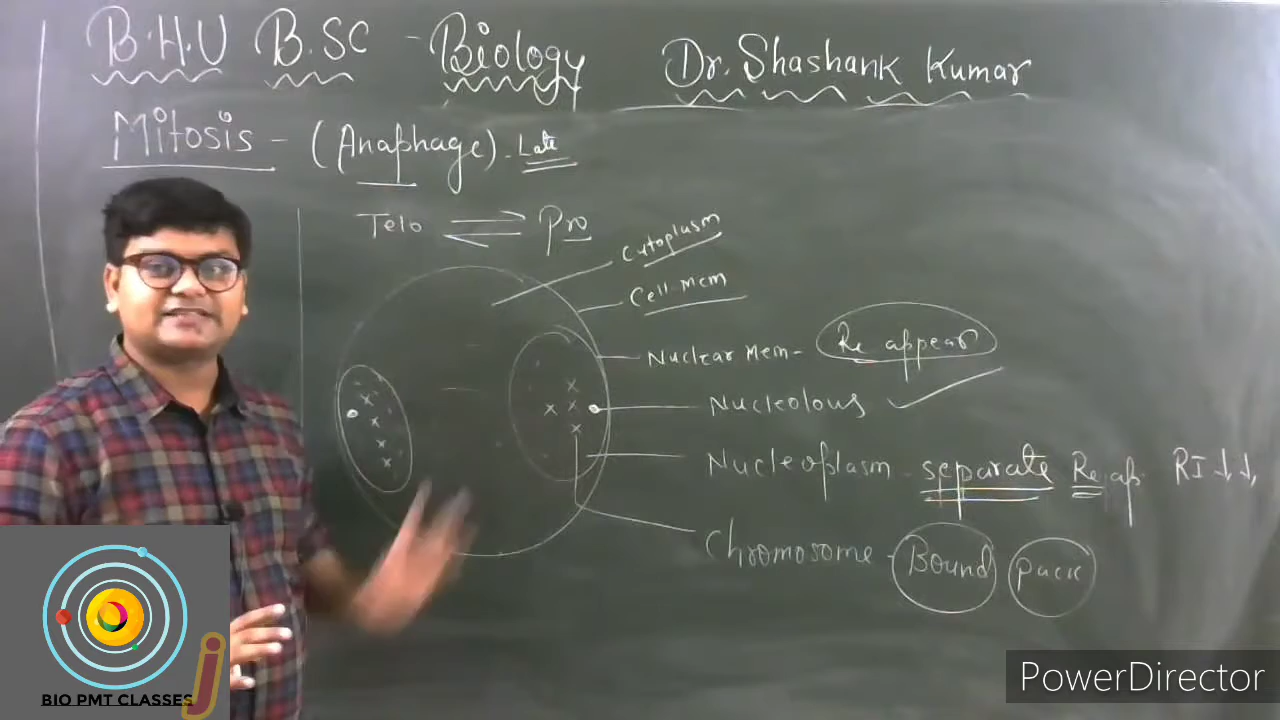 B.H.U B.SC - Biology Dr. Shashank Kumar
Mitosis - (Anaphage). Late
Telo ⇌ Pro
Cytoplasm
Cell Mem
Nuclear Mem- Re appear
Nucleolous ✓
Nucleoplasm - separate Re ap. RI↓↓,
Chromosome - Bound pack
BIO PMT CLASSES
j
PowerDirector